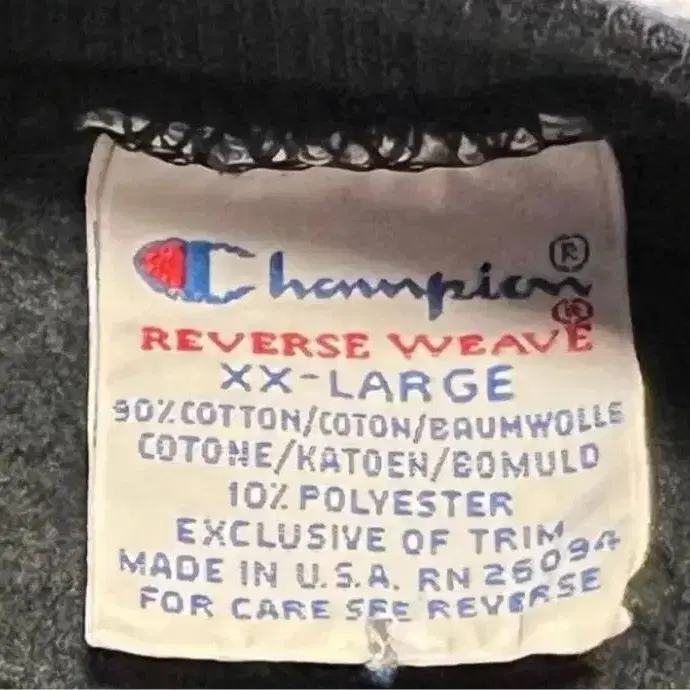 Champion®
REVERSE WEAVE®
XX-LARGE
90% COTTON/COTON/BAUMWOLLE
COTONE/KATOEN/BOMULD
10% POLYESTER
EXCLUSIVE OF TRIM
MADE IN U.S.A. RN 26094
FOR CARE SEE REVERSE